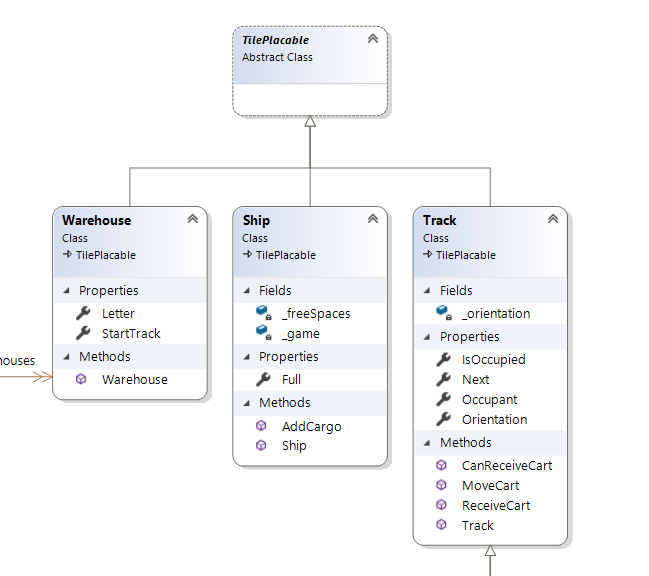 TilePlacable
Abstract Class
Warehouse
Class
TilePlacable
Properties
Letter
StartTrack
Methods
Warehouse
Ship
Class
TilePlacable
Fields
_freeSpaces
_game
Properties
Full
Methods
AddCargo
Ship
Track
Class
TilePlacable
Fields
_orientation
Properties
IsOccupied
Next
Occupant
Orientation
Methods
CanReceiveCart
MoveCart
ReceiveCart
Track
houses